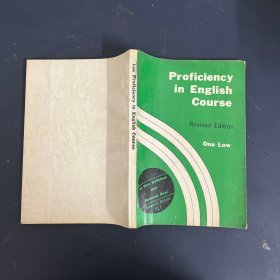 Low Proficiency in English Course
Proficiency
in English
Course
Revised Edition
Ona Low